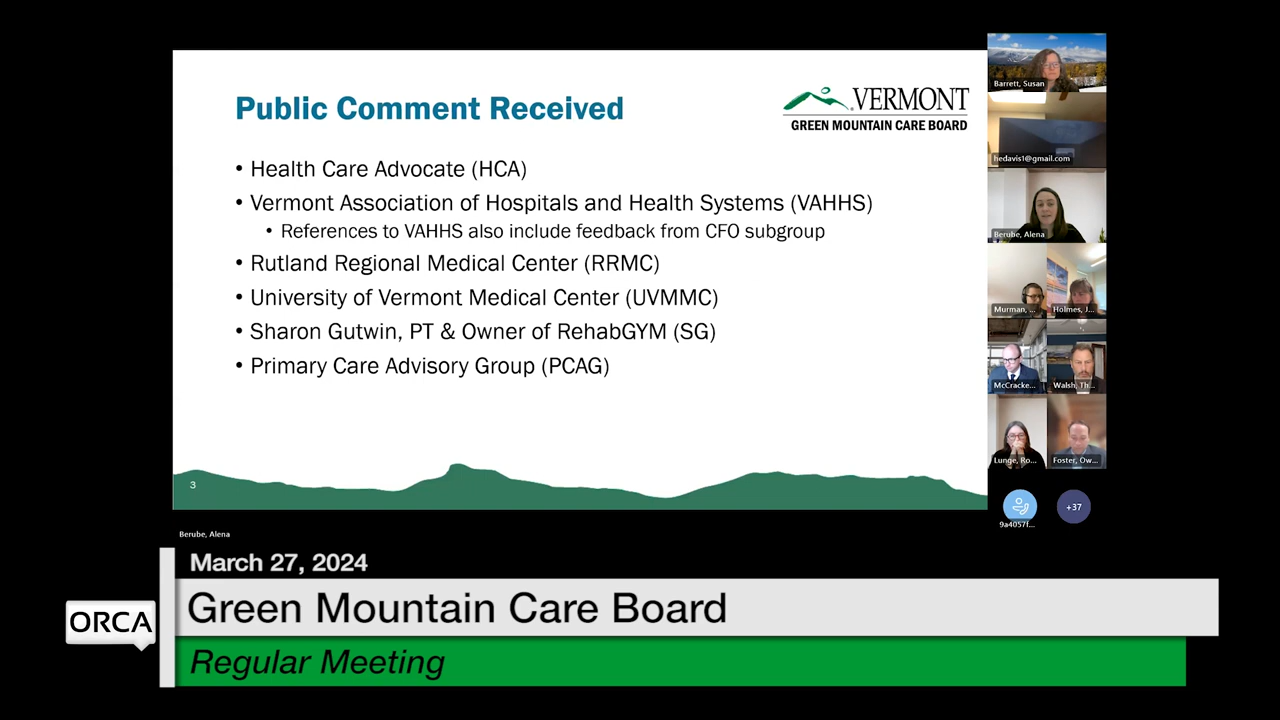 Public Comment Received
VERMONT
GREEN MOUNTAIN CARE BOARD
• Health Care Advocate (HCA)
• Vermont Association of Hospitals and Health Systems (VAHHS)
• References to VAHHS also include feedback from CFO subgroup
• Rutland Regional Medical Center (RRMC)
• University of Vermont Medical Center (UVMMC)
• Sharon Gutwin, PT & Owner of RehabGYM (SG)
• Primary Care Advisory Group (PCAG)
3
Barrett, Susan
hedavis1@gmail.com
Berube, Alena
Murman, ...
Holmes, J...
McCracke...
Walsh, Th...
Lunge, Ro...
Foster, Ow...
9a4057f...
+37
Berube, Alena
March 27, 2024
ORCA
Green Mountain Care Board
Regular Meeting